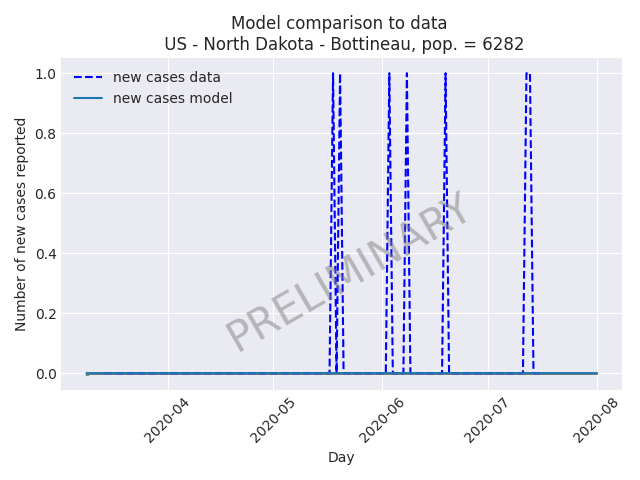 Model comparison to data
US - North Dakota - Bottineau, pop. = 6282
new cases data
new cases model
Number of new cases reported
1.0
0.8
0.6
0.4
0.2
0.0
PRELIMINARY
2020-04
2020-05
2020-06
2020-07
2020-08
Day